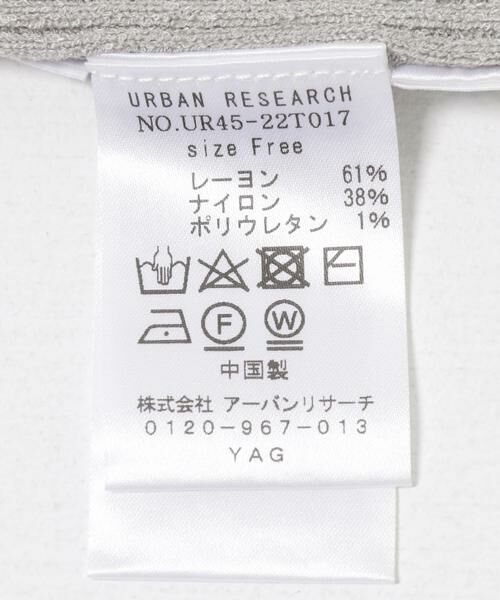 URBAN RESEARCH
NO.UR45-22T017
size Free
レーヨン 61%
ナイロン 38%
ポリウレタン 1%
F W
中国製
株式会社 アーバンリサーチ
0120-967-013
YAG